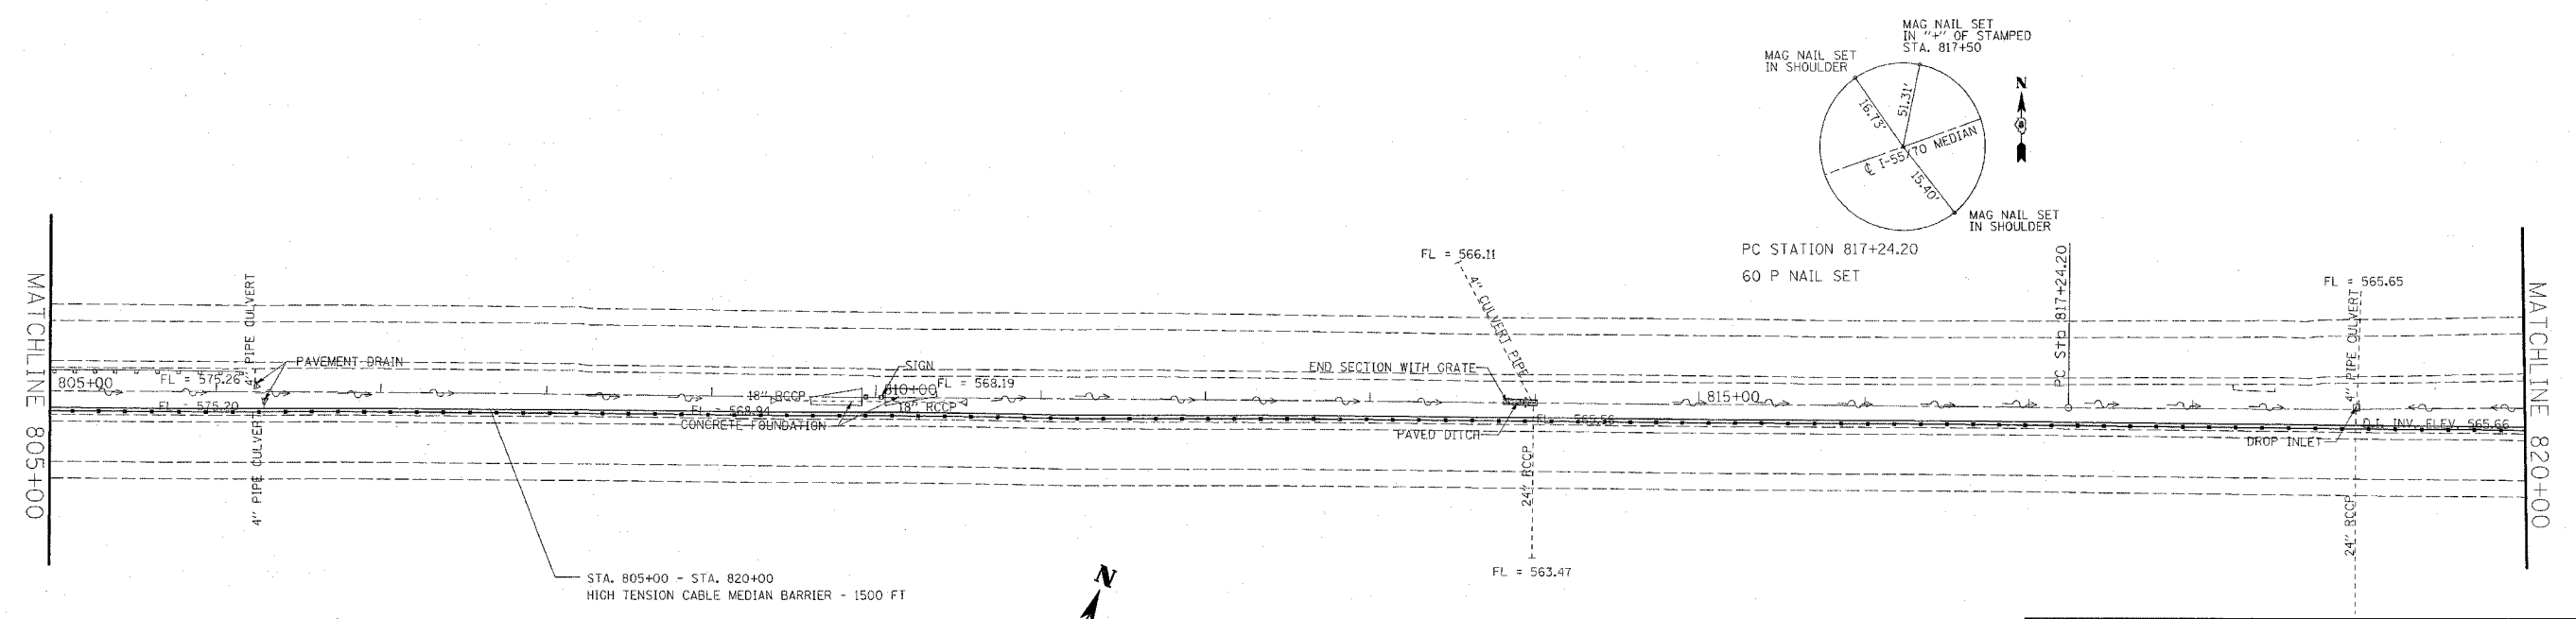 MAG NAIL SET
IN "+" OF STAMPED
STA. 817+50
MAG NAIL SET
IN SHOULDER
N
16.73'
51.31'
℄ I-55/70 MEDIAN
15.40'
MAG NAIL SET
IN SHOULDER
PC STATION 817+24.20
60 P NAIL SET
MATCHLINE 805+00
805+00
4" PIPE CULVERT
PAVEMENT DRAIN
FL = 575.26
FL = 575.20
4" PIPE CULVERT
SIGN
18" RCCP
810+00
FL = 568.19
FL = 568.94
18" RCCP
CONCRETE FOUNDATION
FL = 566.11
4" CULVERT PIPE
END SECTION WITH GRATE
PAVED DITCH
FL = 565.56
24" RCCP
FL = 563.47
815+00
PC Sta 817+24.20
FL = 565.65
4" PIPE CULVERT
DROP INLET
D.I. INV. ELEV. 565.66
24" RCCP
MATCHLINE 820+00
STA. 805+00 - STA. 820+00
HIGH TENSION CABLE MEDIAN BARRIER - 1500 FT
N